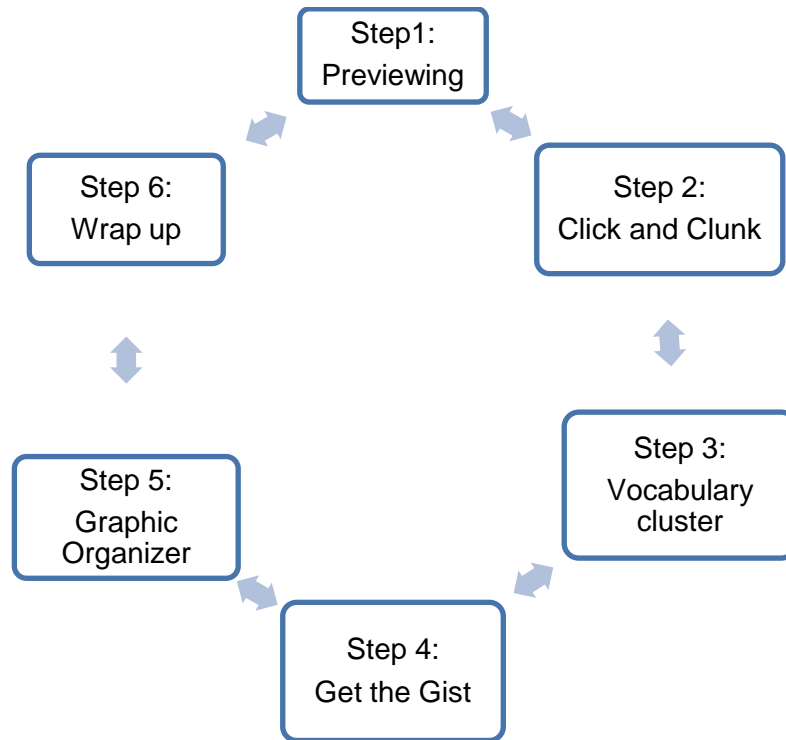 Step1:
Previewing
Step 2:
Click and Clunk
Step 3:
Vocabulary
cluster
Step 4:
Get the Gist
Step 5:
Graphic
Organizer
Step 6:
Wrap up